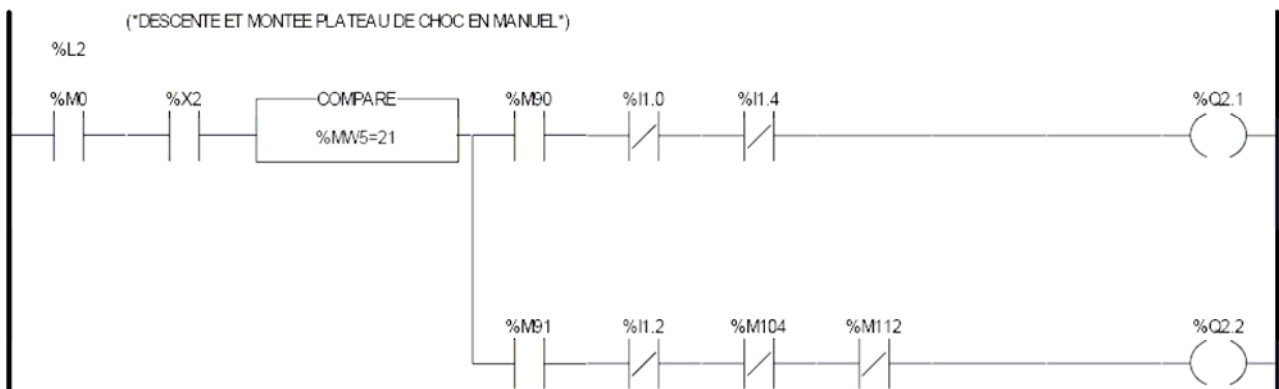 (*DESCENTE ET MONTEE PLATEAU DE CHOC EN MANUEL*)
%L2
%M0 %X2 COMPARE %M90 %I1.0 %I1.4 %Q2.1
%MW5=21
%M91 %I1.2 %M104 %M112 %Q2.2